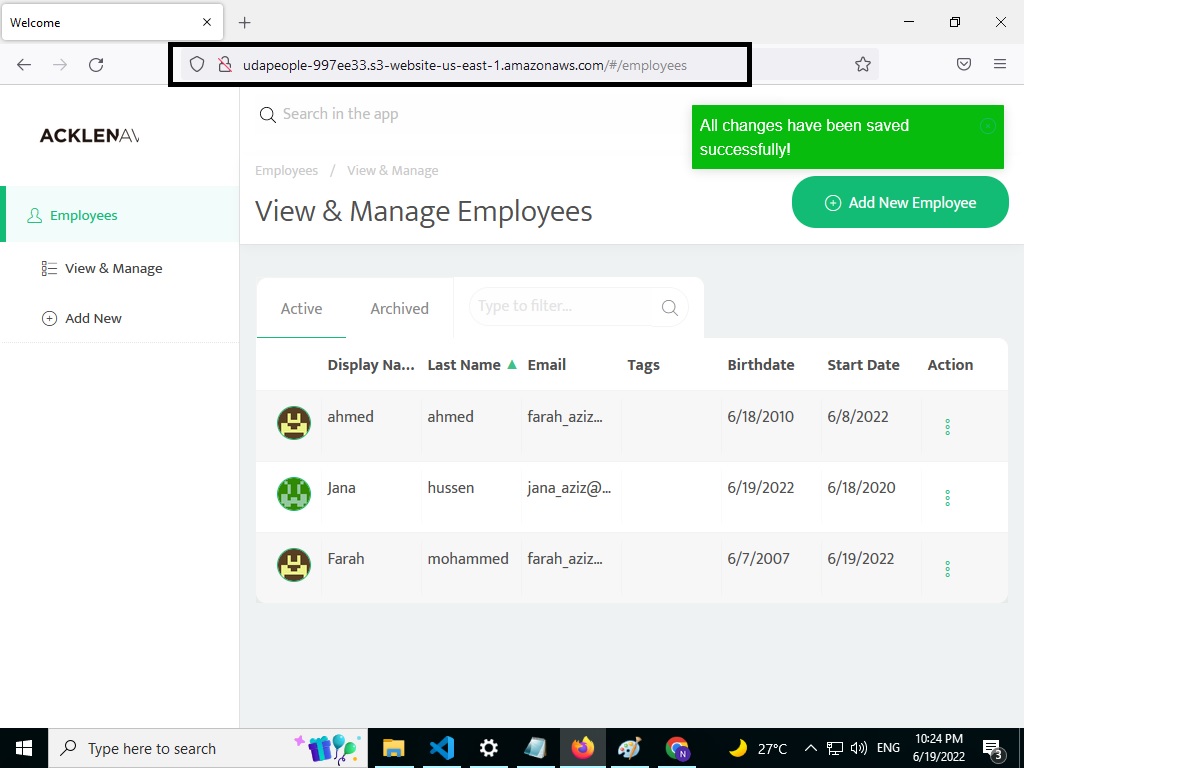 Welcome
udapeople-997ee33.s3-website-us-east-1.amazonaws.com/#/employees
ACKLENAV
Search in the app
All changes have been saved
successfully!
Employees / View & Manage
View & Manage Employees
Add New Employee
Employees
View & Manage
Add New
Active
Archived
Type to filter...
Display Na... Last Name Email Tags Birthdate Start Date Action
ahmed ahmed farah_aziz... 6/18/2010 6/8/2022
Jana hussen jana_aziz@... 6/19/2022 6/18/2020
Farah mohammed farah_aziz... 6/7/2007 6/19/2022
Type here to search
N
27°C
ENG
10:24 PM
6/19/2022
3